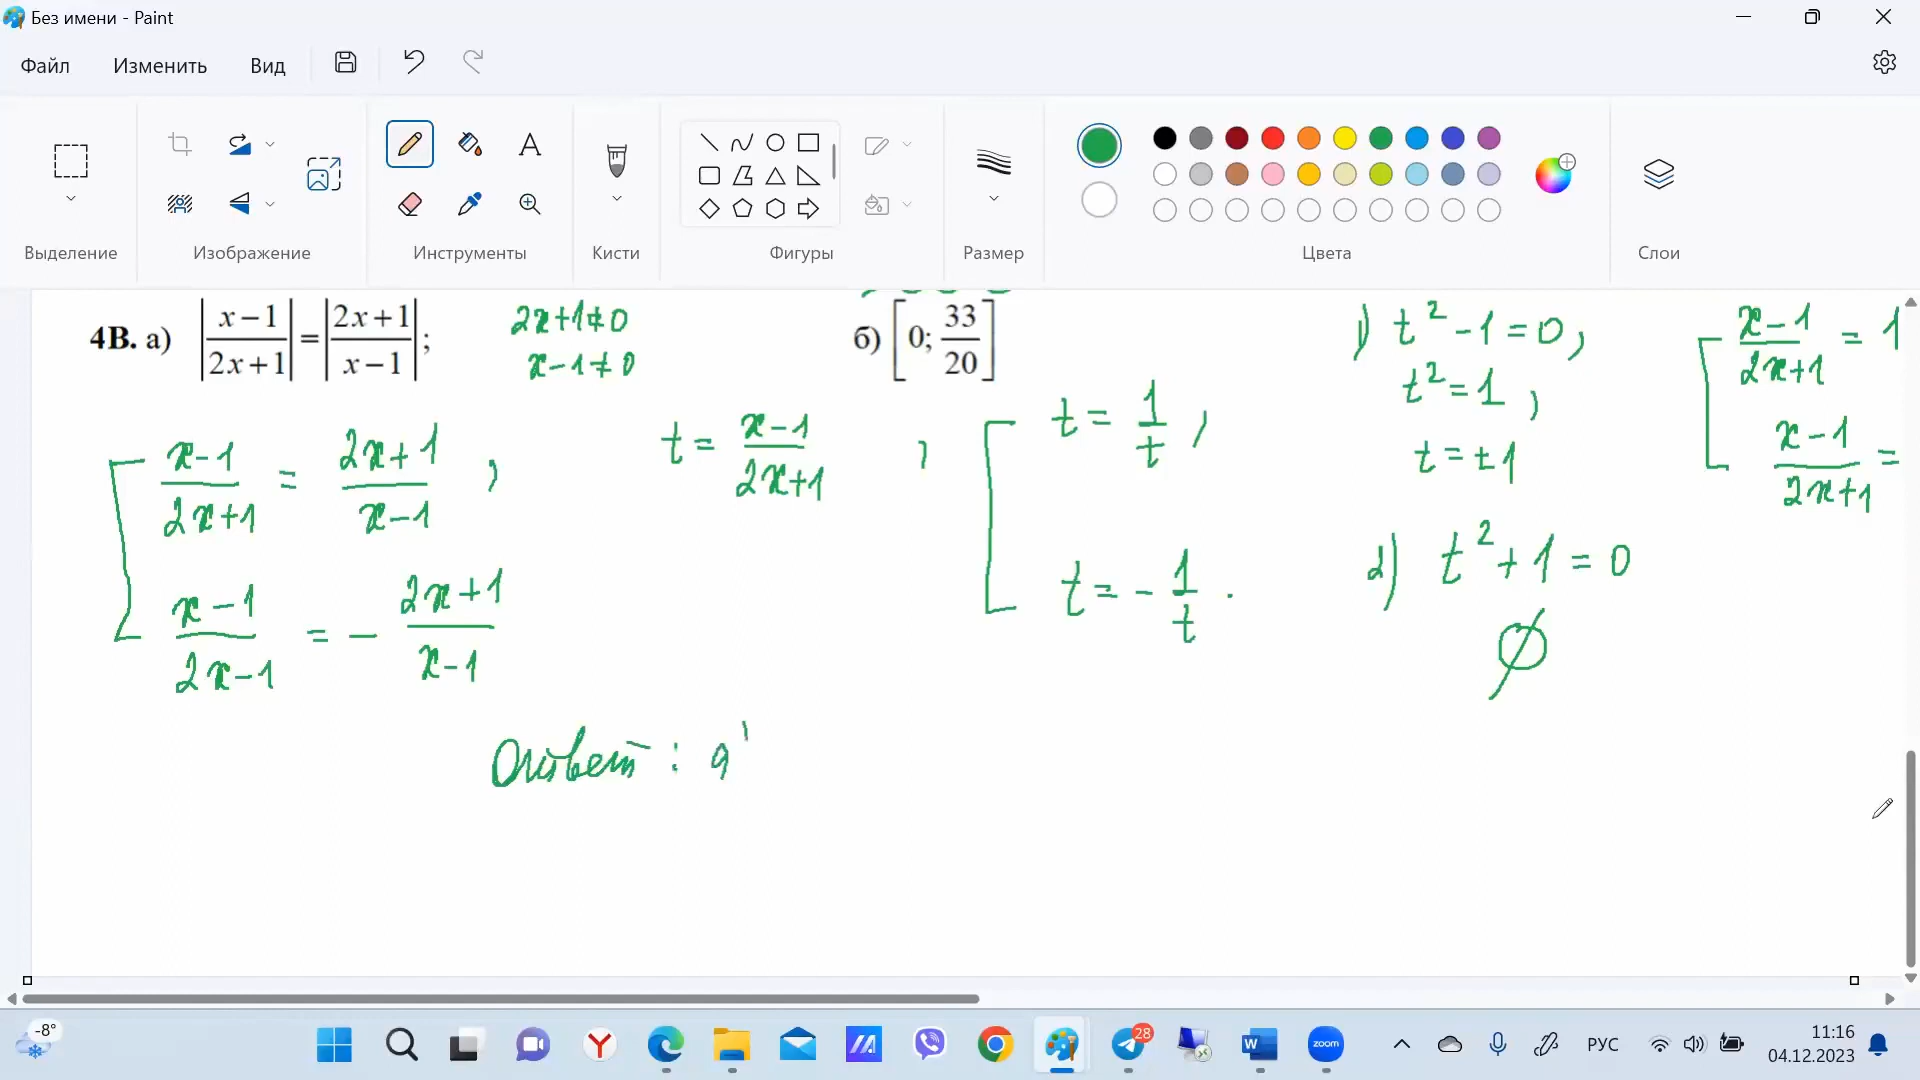 Без имени - Paint
Файл Изменить Вид
Выделение Изображение Инструменты Кисти Фигуры Размер Цвета Слои
4В. а) |(x−1)/(2x+1)| = |(2x+1)/(x−1)|;
2x+1≠0
x−1≠0
б) [0; 33/20]
(x−1)/(2x+1) = (2x+1)/(x−1) ,
(x−1)/(2x−1) = − (2x+1)/(x−1)
t = (x−1)/(2x+1) ,
t = 1/t ,
t = − 1/t .
1) t² − 1 = 0,
t² = 1 ,
t = ±1
2) t² + 1 = 0
∅
(x−1)/(2x+1) = 1
(x−1)/(2x+1) =
Ответ: 
-8°
28
W
zoom
РУС
11:16
04.12.2023